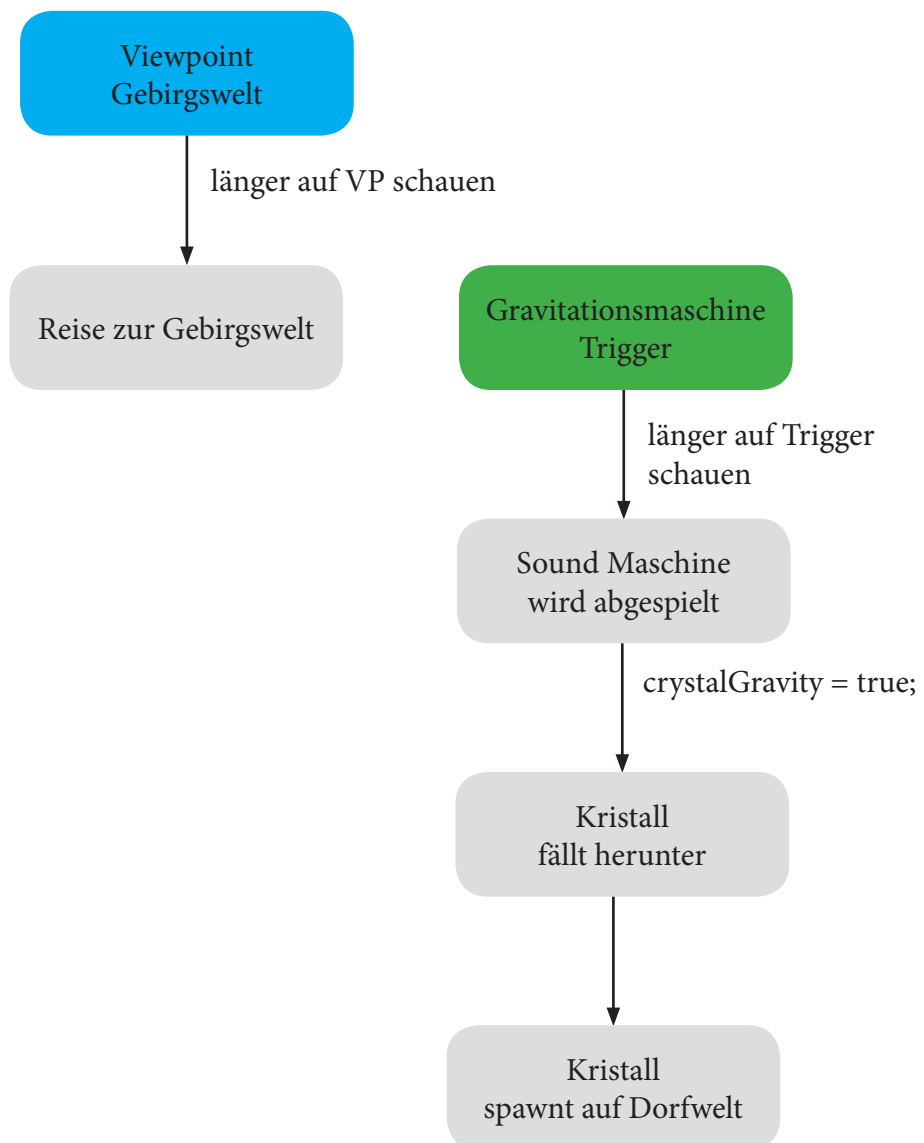 Viewpoint
Gebirgswelt
länger auf VP schauen
Reise zur Gebirgswelt
Gravitationsmaschine
Trigger
länger auf Trigger
schauen
Sound Maschine
wird abgespielt
crystalGravity = true;
Kristall
fällt herunter
Kristall
spawnt auf Dorfwelt